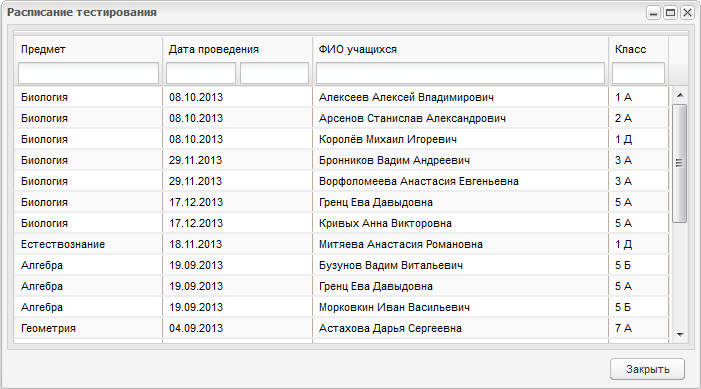 Расписание тестирования
Предмет Дата проведения ФИО учащихся Класс
Биология 08.10.2013 Алексеев Алексей Владимирович 1 А
Биология 08.10.2013 Арсенов Станислав Александрович 2 А
Биология 08.10.2013 Королёв Михаил Игоревич 1 Д
Биология 29.11.2013 Бронников Вадим Андреевич 3 А
Биология 29.11.2013 Ворфоломеева Анастасия Евгеньевна 3 А
Биология 17.12.2013 Гренц Ева Давыдовна 5 А
Биология 17.12.2013 Кривых Анна Викторовна 5 А
Естествознание 18.11.2013 Митяева Анастасия Романовна 1 Д
Алгебра 19.09.2013 Бузунов Вадим Витальевич 5 Б
Алгебра 19.09.2013 Гренц Ева Давыдовна 5 А
Алгебра 19.09.2013 Морковкин Иван Васильевич 5 Б
Геометрия 04.09.2013 Астахова Дарья Сергеевна 7 А
Закрыть